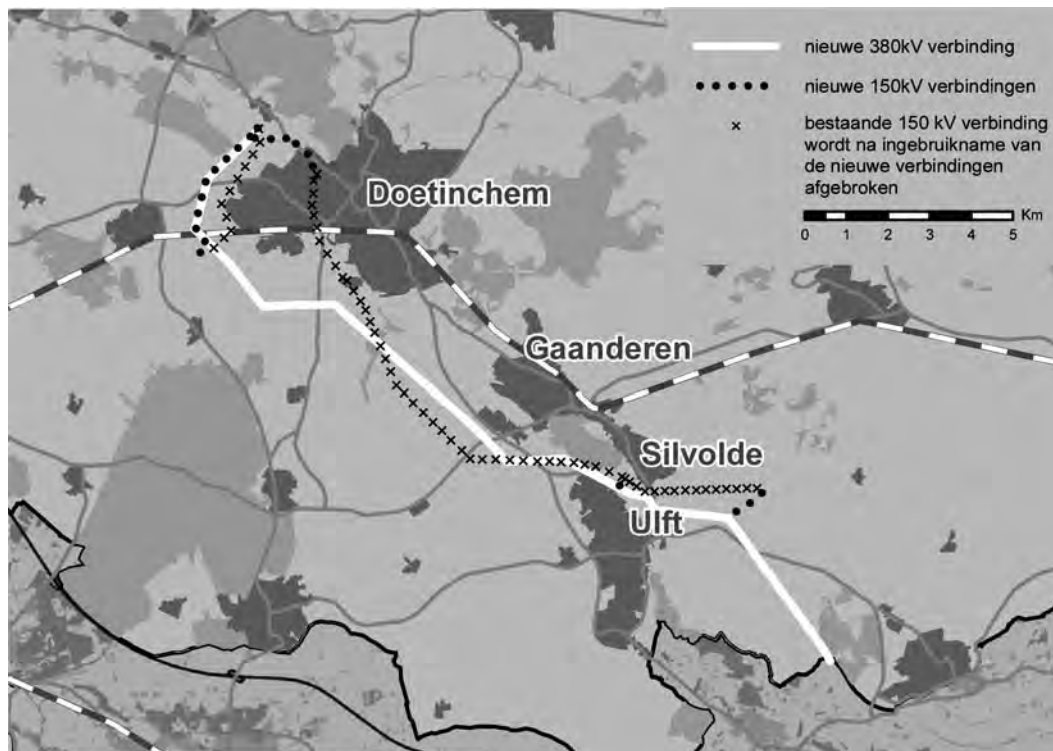 nieuwe 380kV verbinding
nieuwe 150kV verbindingen
bestaande 150 kV verbinding
wordt na ingebruikname van
de nieuwe verbindingen
afgebroken
Km
0 1 2 3 4 5
Doetinchem
Gaanderen
Silvolde
Ulft